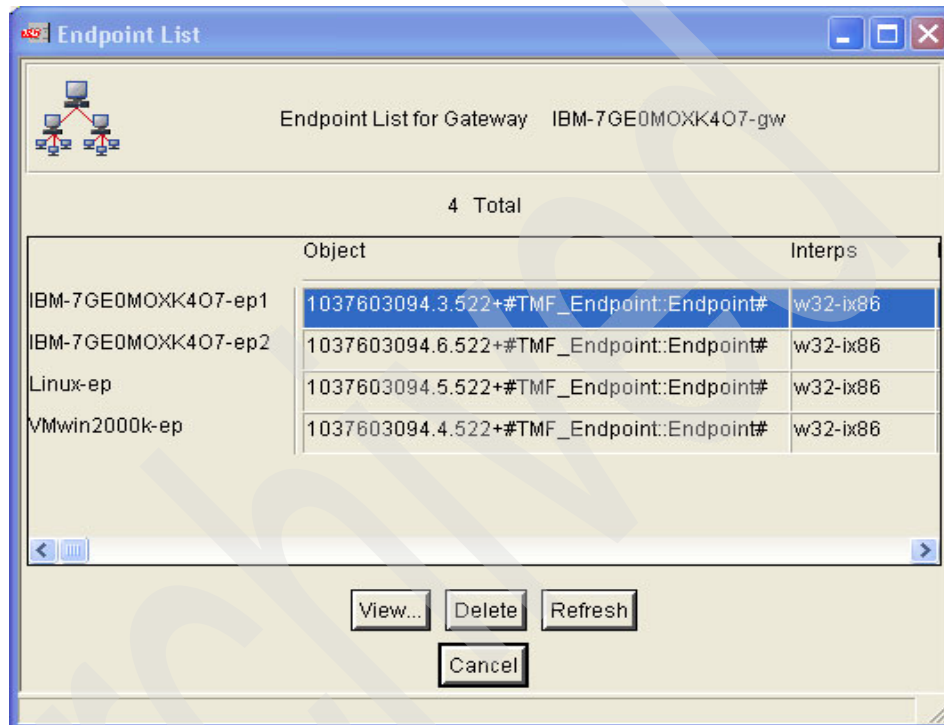 Endpoint List
Endpoint List for Gateway IBM-7GE0MOXK4O7-gw
4 Total
Object Interps
IBM-7GE0MOXK4O7-ep1 1037603094.3.522+#TMF_Endpoint::Endpoint# w32-ix86
IBM-7GE0MOXK4O7-ep2 1037603094.6.522+#TMF_Endpoint::Endpoint# w32-ix86
Linux-ep 1037603094.5.522+#TMF_Endpoint::Endpoint# w32-ix86
VMwin2000k-ep 1037603094.4.522+#TMF_Endpoint::Endpoint# w32-ix86
View... Delete Refresh
Cancel